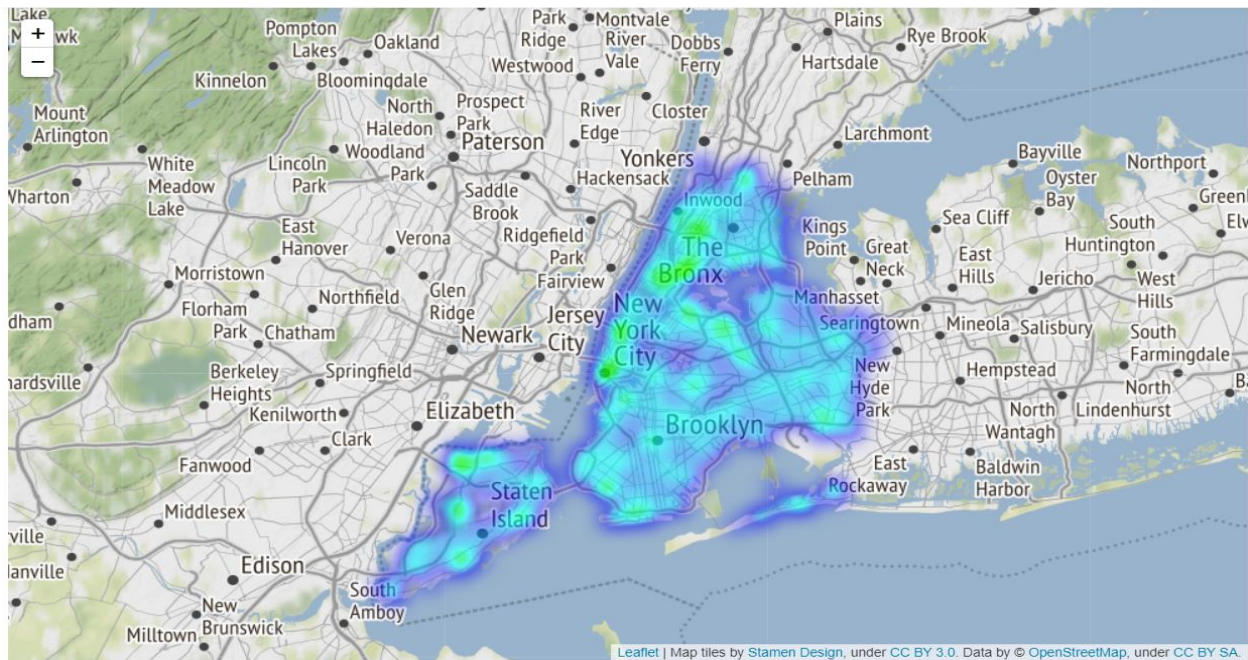 Lake
Mohawk
+
−
Pompton
Lakes
Oakland
Kinnelon
Bloomingdale
Park
Ridge
Montvale
River
Vale
Westwood
Dobbs
Ferry
Plains
Hartsdale
Rye Brook
Mount
Arlington
North
Haledon
Prospect
Park
Paterson
River
Edge
Closter
Larchmont
White
Meadow
Lake
Lincoln
Park
Woodland
Park
Yonkers
Hackensack
Pelham
Bayville
Northport
Wharton
Saddle
Brook
Inwood
Oyster
Bay
East
Hanover
Verona
Ridgefield
Park
Kings
Point
Sea Cliff
South
Huntington
Great
Neck
Morristown
Fairview
The
Bronx
East
Hills
Jericho
West
Hills
Florham
Park
Northfield
Glen
Ridge
New
York
City
Manhasset
Chatham
Newark
Jersey
City
Searingtown
Mineola
Salisbury
South
Farmingdale
Berkeley
Heights
Springfield
New
Hyde
Park
Hempstead
North
Lindenhurst
Kenilworth
Elizabeth
Brooklyn
North
Wantagh
Clark
Fanwood
East
Rockaway
Baldwin
Harbor
Middlesex
Staten
Island
Edison
South
Amboy
New
Brunswick
Milltown
Leaflet | Map tiles by Stamen Design, under CC BY 3.0. Data by © OpenStreetMap, under CC BY SA.